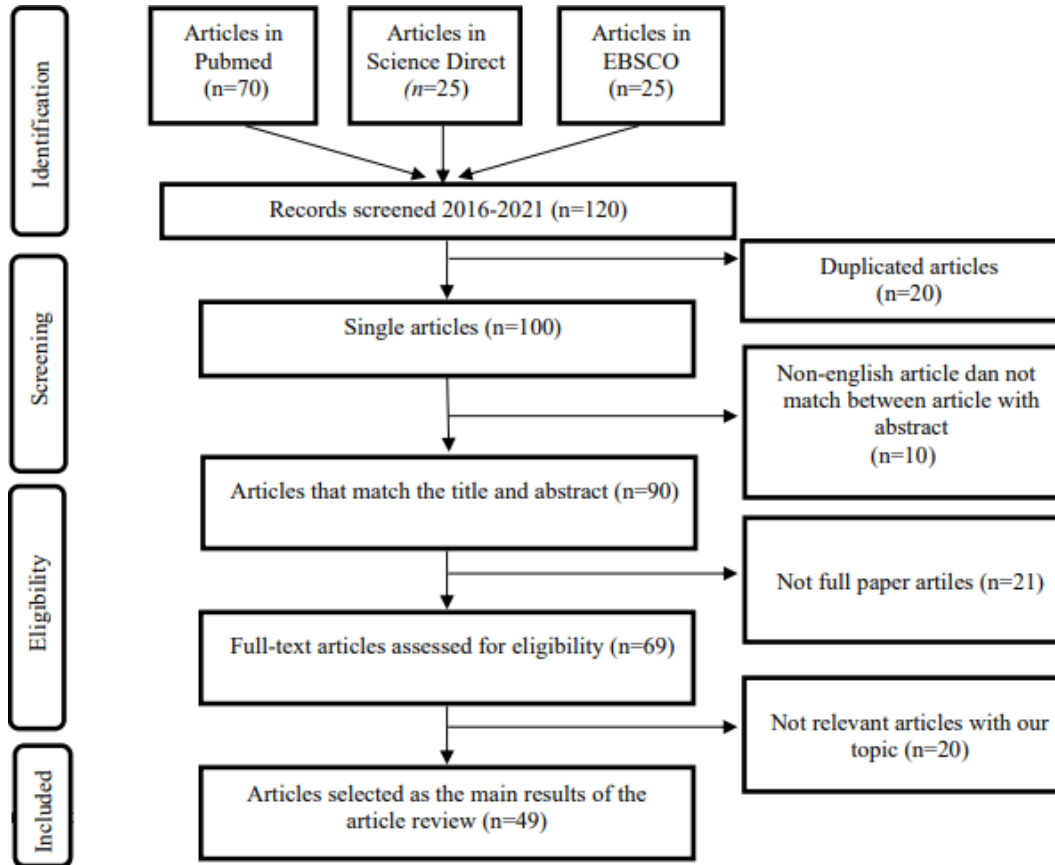 Identification
Articles in
Pubmed
(n=70)
Articles in
Science Direct
(n=25)
Articles in
EBSCO
(n=25)
Records screened 2016-2021 (n=120)
Screening
Duplicated articles
(n=20)
Single articles (n=100)
Non-english article dan not
match between article with
abstract
(n=10)
Articles that match the title and abstract (n=90)
Eligibility
Not full paper artiles (n=21)
Full-text articles assessed for eligibility (n=69)
Not relevant articles with our
topic (n=20)
Included
Articles selected as the main results of the
article review (n=49)